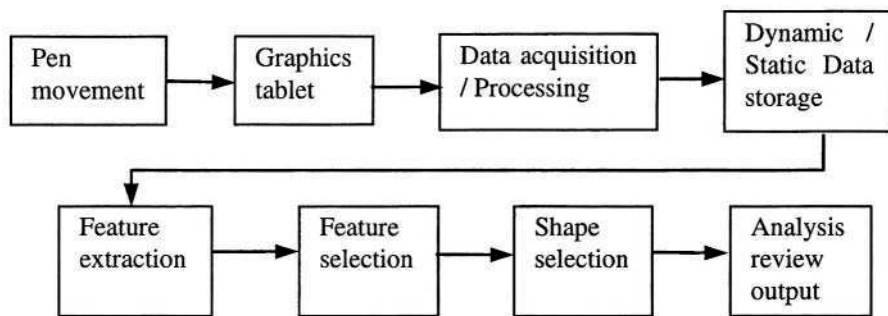 Pen
movement
Graphics
tablet
Data acquisition
/ Processing
Dynamic /
Static Data
storage
Feature
extraction
Feature
selection
Shape
selection
Analysis
review
output